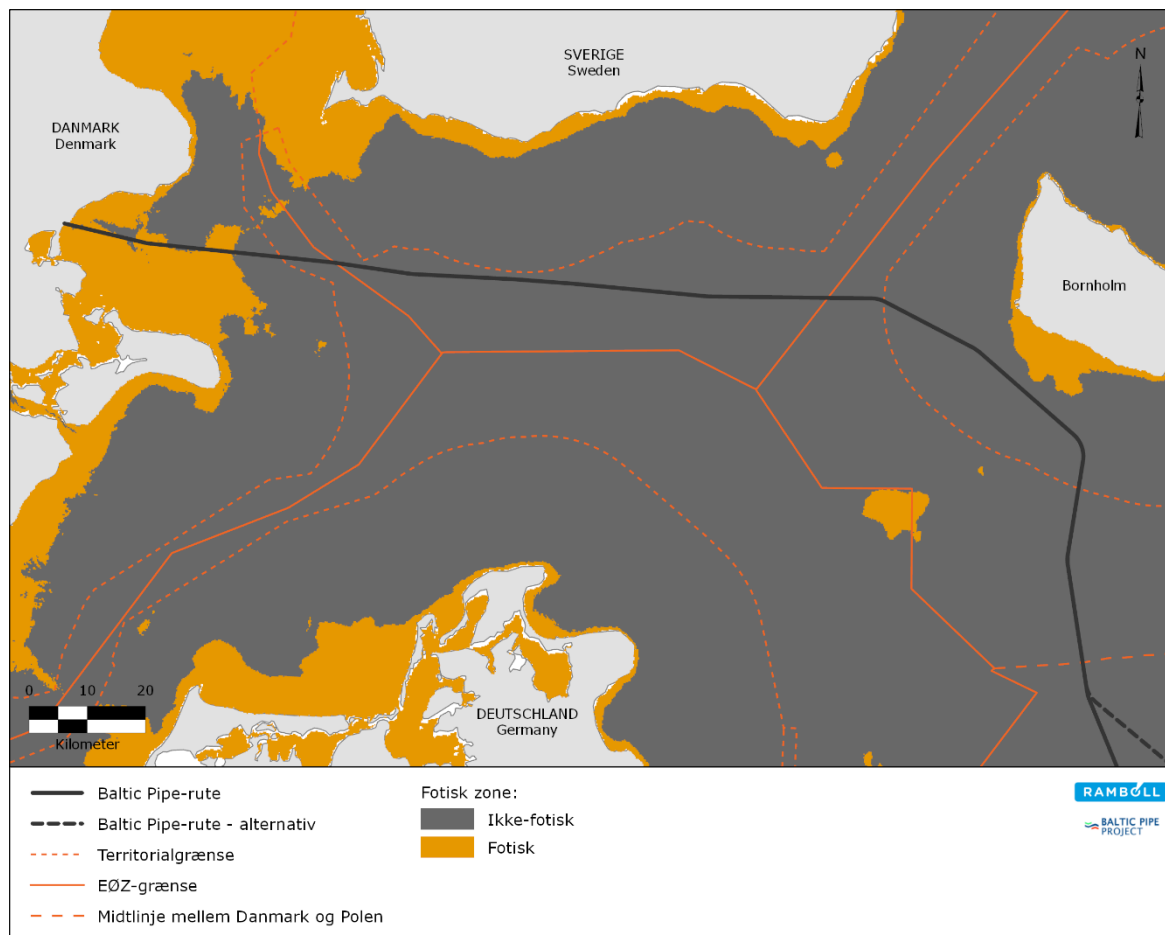 SVERIGE
Sweden
N
DANMARK
Denmark
Bornholm
0 10 20
Kilometer
DEUTSCHLAND
Germany
Baltic Pipe-rute
Baltic Pipe-rute - alternativ
Territorialgrænse
EØZ-grænse
Midtlinje mellem Danmark og Polen
Fotisk zone:
Ikke-fotisk
Fotisk
RAMBOLL
BALTIC PIPE
PROJECT